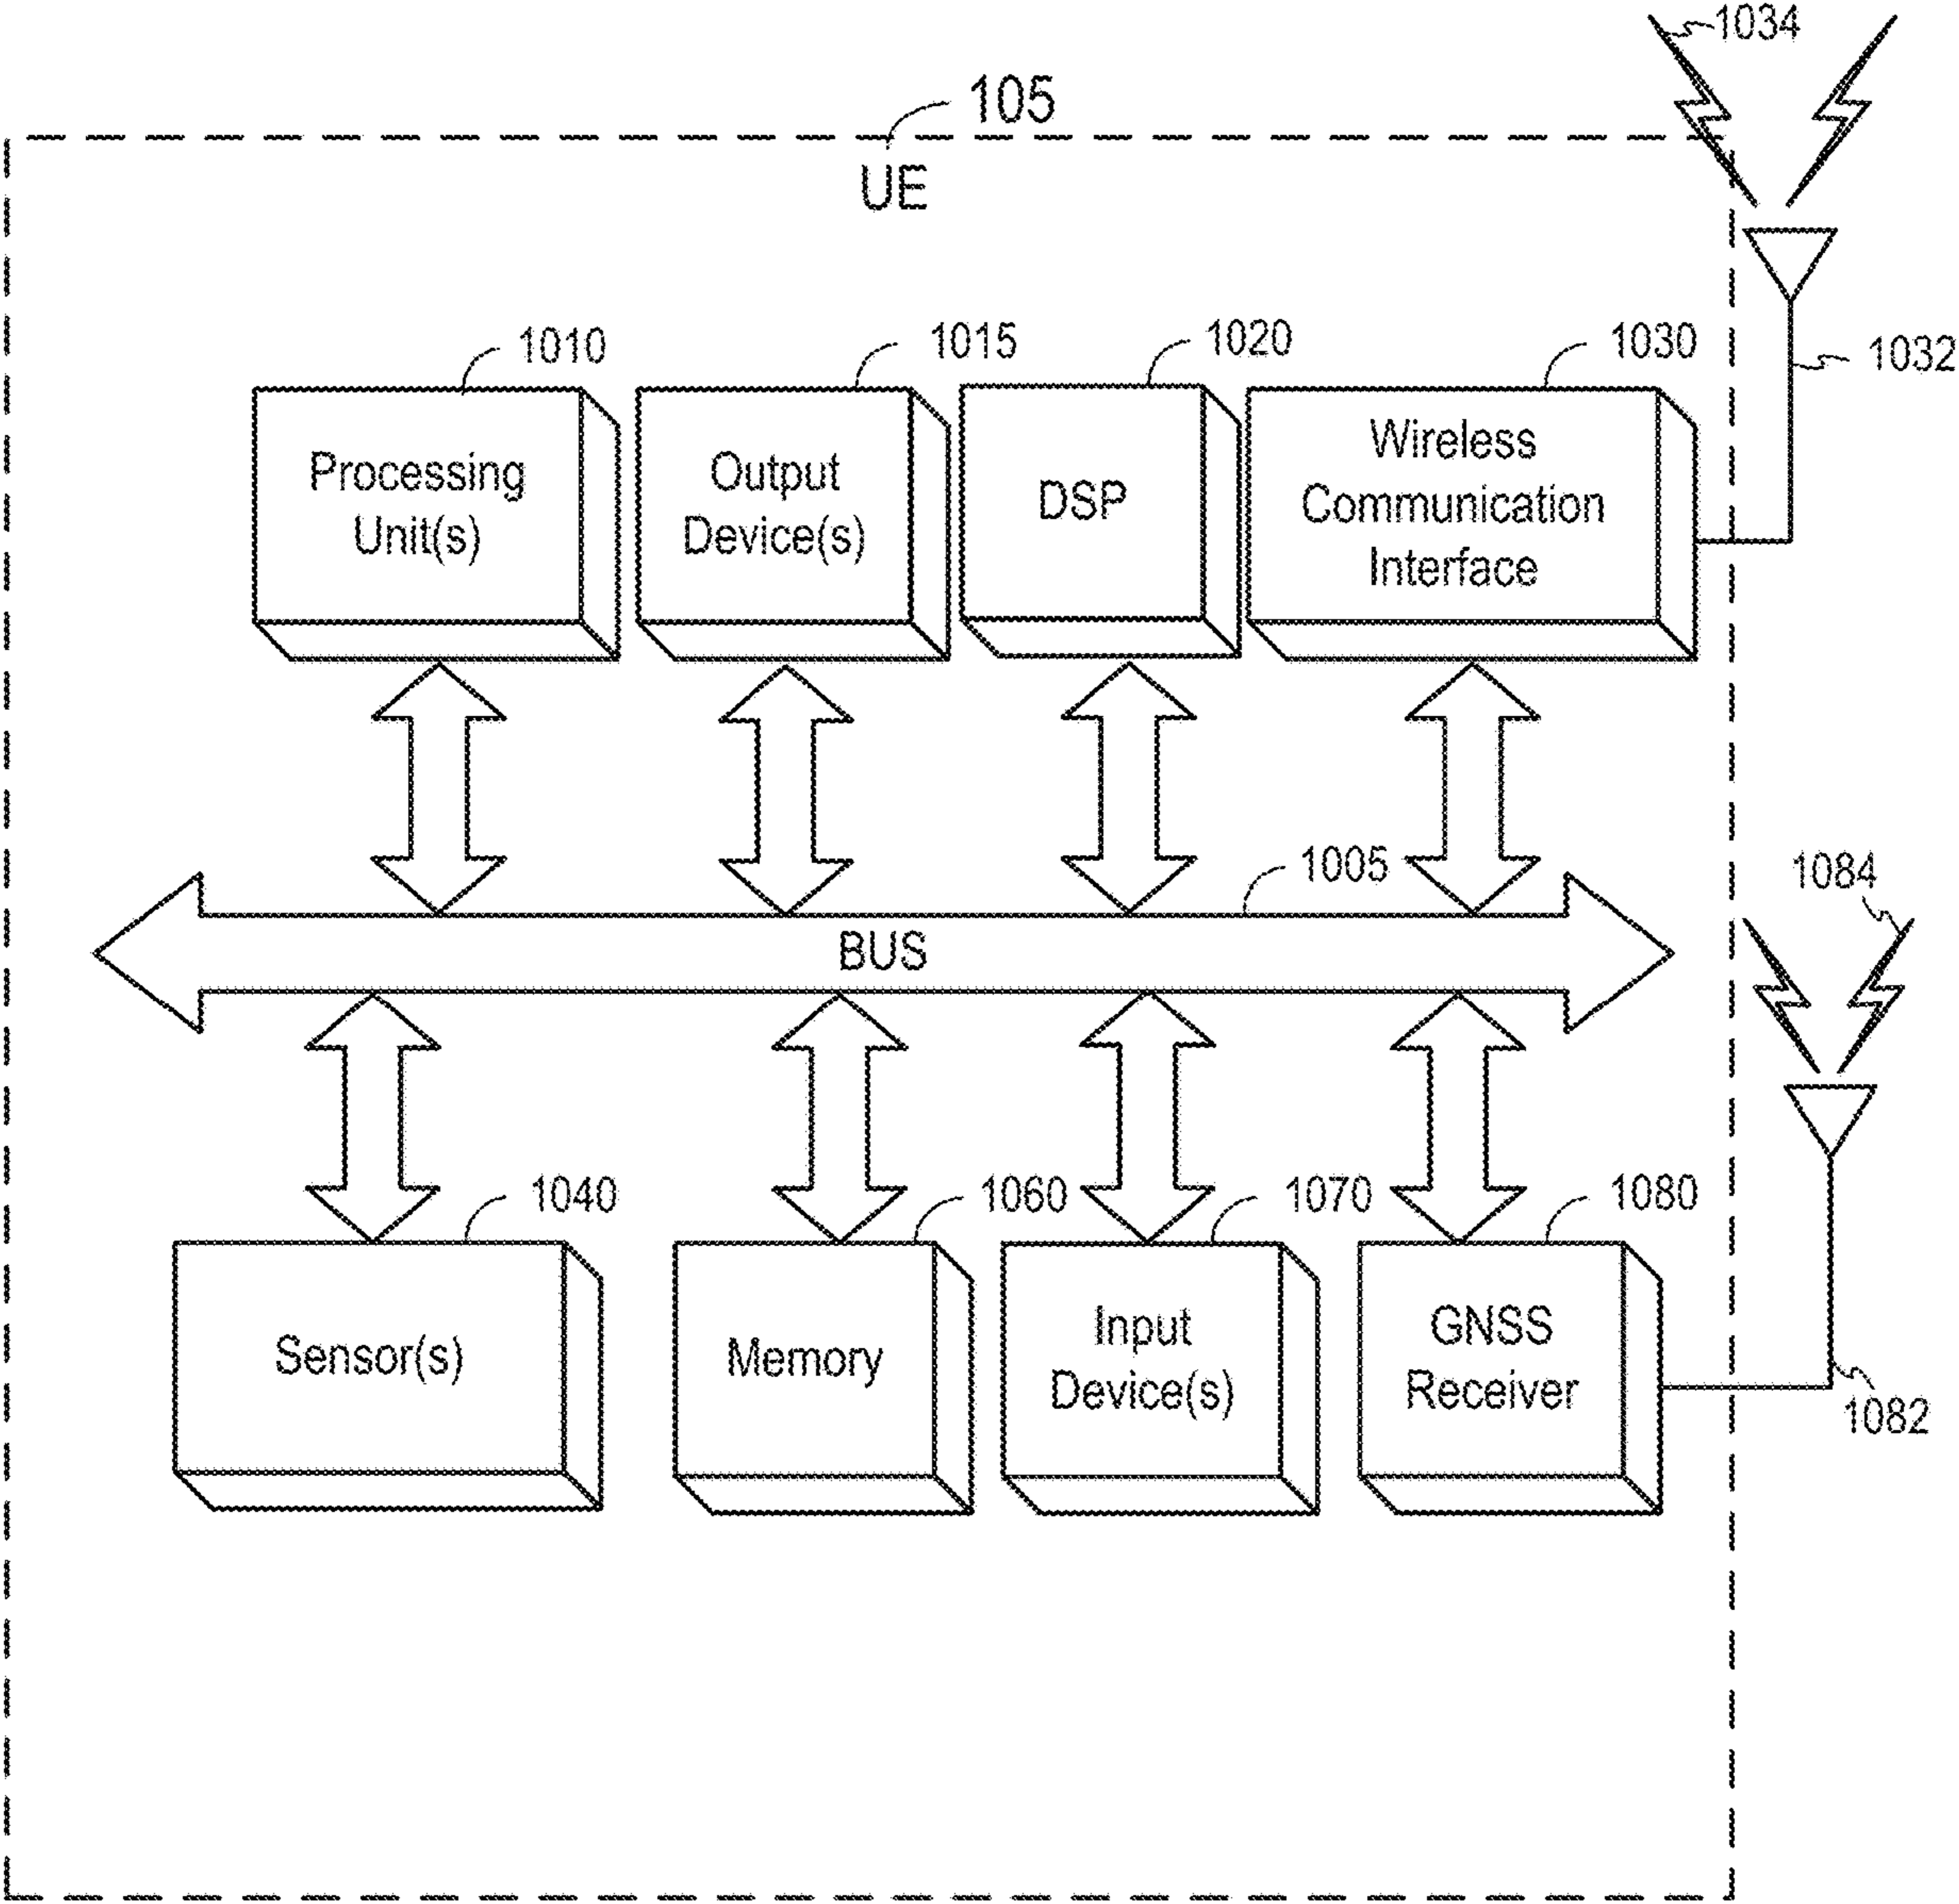 1034
105
UE
1010
1015
1020
1030
1032
Processing
Unit(s)
Output
Device(s)
DSP
Wireless
Communication
Interface
1005
BUS
1084
1040
1060
1070
1080
Sensor(s)
Memory
Input
Device(s)
GNSS
Receiver
1082